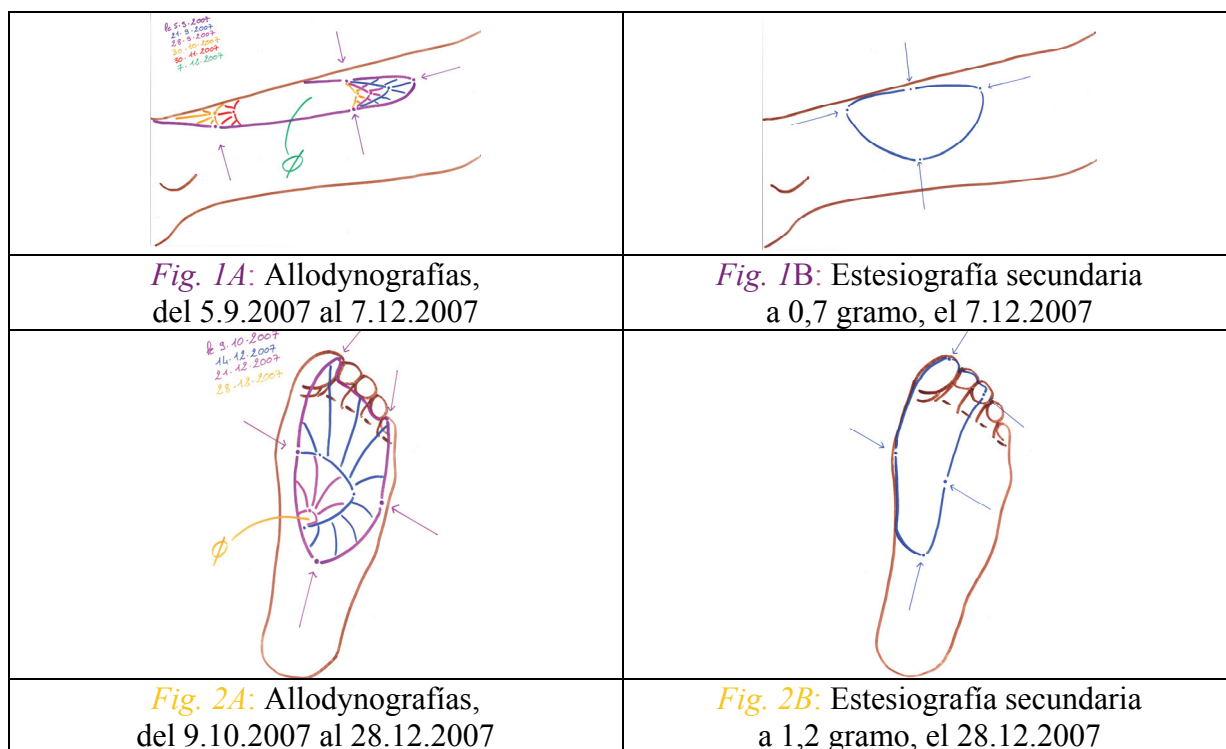 le 5.9.2007
21.9.2007
28.9.2007
30.10.2007
30.11.2007
7.12.2007
Ø
Fig. 1A: Allodynografías,
del 5.9.2007 al 7.12.2007
Fig. 1B: Estesiografía secundaria
a 0,7 gramo, el 7.12.2007
le 9.10.2007
14.12.2007
21.12.2007
28.12.2007
Ø
Fig. 2A: Allodynografías,
del 9.10.2007 al 28.12.2007
Fig. 2B: Estesiografía secundaria
a 1,2 gramo, el 28.12.2007